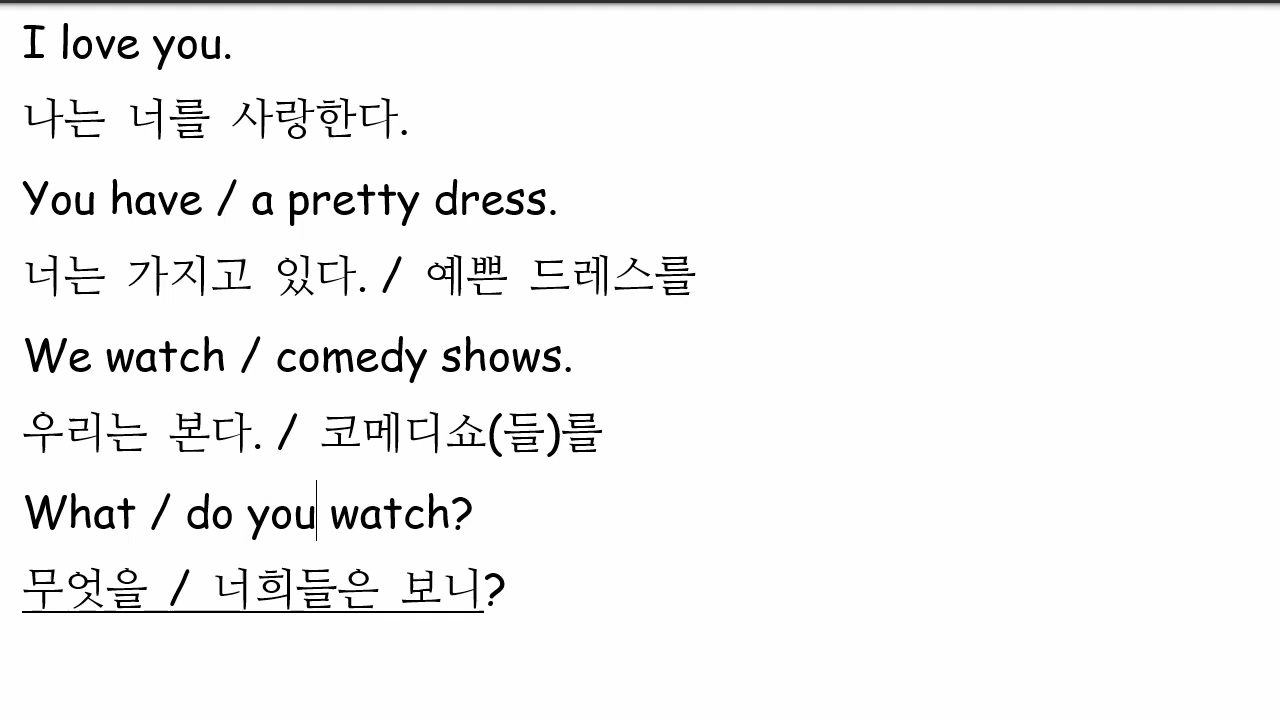 I love you.
나는 너를 사랑한다.
You have / a pretty dress.
너는 가지고 있다. / 예쁜 드레스를
We watch / comedy shows.
우리는 본다. / 코메디쇼(들)를
What / do you watch?
무엇을 / 너희들은 보니?